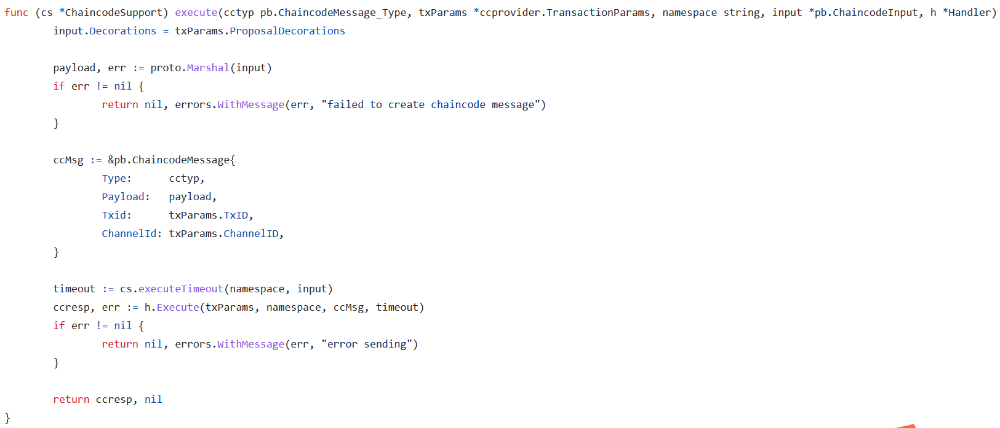 func (cs *ChaincodeSupport) execute(cctyp pb.ChaincodeMessage_Type, txParams *ccprovider.TransactionParams, namespace string, input *pb.ChaincodeInput, h *Handler)
input.Decorations = txParams.ProposalDecorations
payload, err := proto.Marshal(input)
if err != nil {
return nil, errors.WithMessage(err, "failed to create chaincode message")
}
ccMsg := &pb.ChaincodeMessage{
Type: cctyp,
Payload: payload,
Txid: txParams.TxID,
ChannelId: txParams.ChannelID,
}
timeout := cs.executeTimeout(namespace, input)
ccresp, err := h.Execute(txParams, namespace, ccMsg, timeout)
if err != nil {
return nil, errors.WithMessage(err, "error sending")
}
return ccresp, nil
}